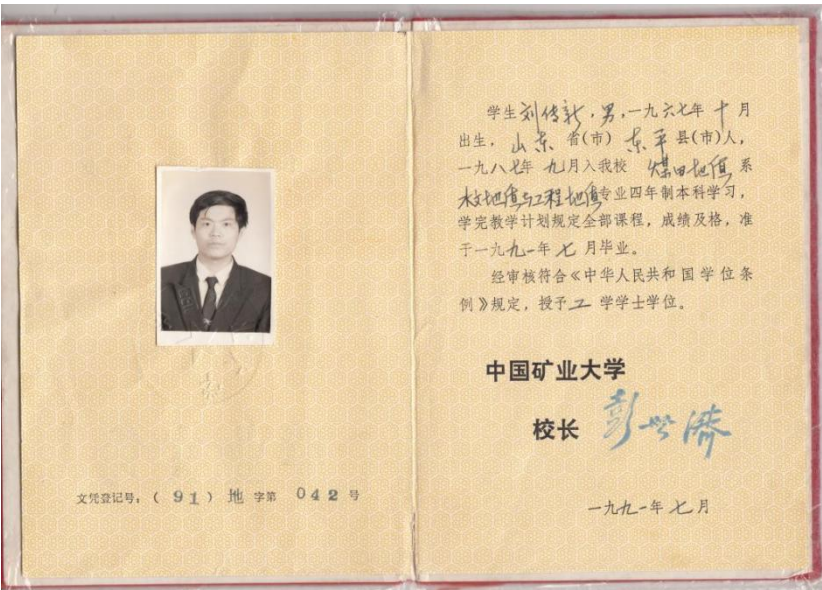 文凭登记号：（91）地 字第 042 号
学生刘传新，男，一九六七年十月
出生，山东省(市)东平县(市)人，
一九八七年九月入我校煤田地质系
水文地质与工程地质专业四年制本科学习，
学完教学计划规定全部课程，成绩及格，准
于一九九一年七月毕业。
经审核符合《中华人民共和国学位条
例》规定，授予工学学士学位。
中国矿业大学
校长 彭世济
一九九一年七月